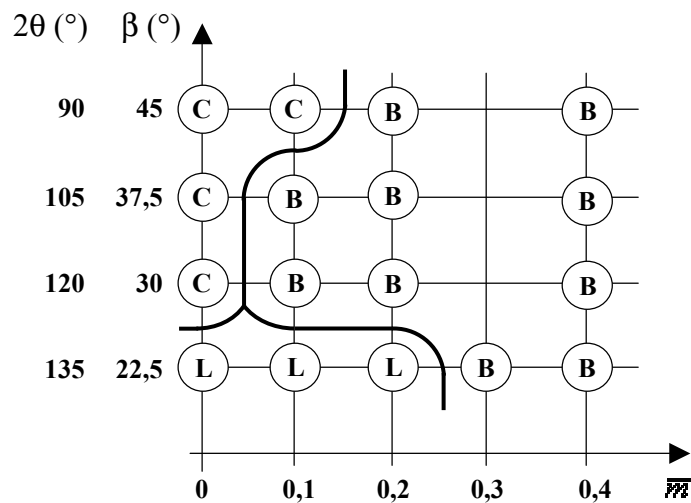 2θ (°) β (°)
90 45 C C B B
105 37,5 C B B B
120 30 C B B B
135 22,5 L L L B B
0 0,1 0,2 0,3 0,4 m̅